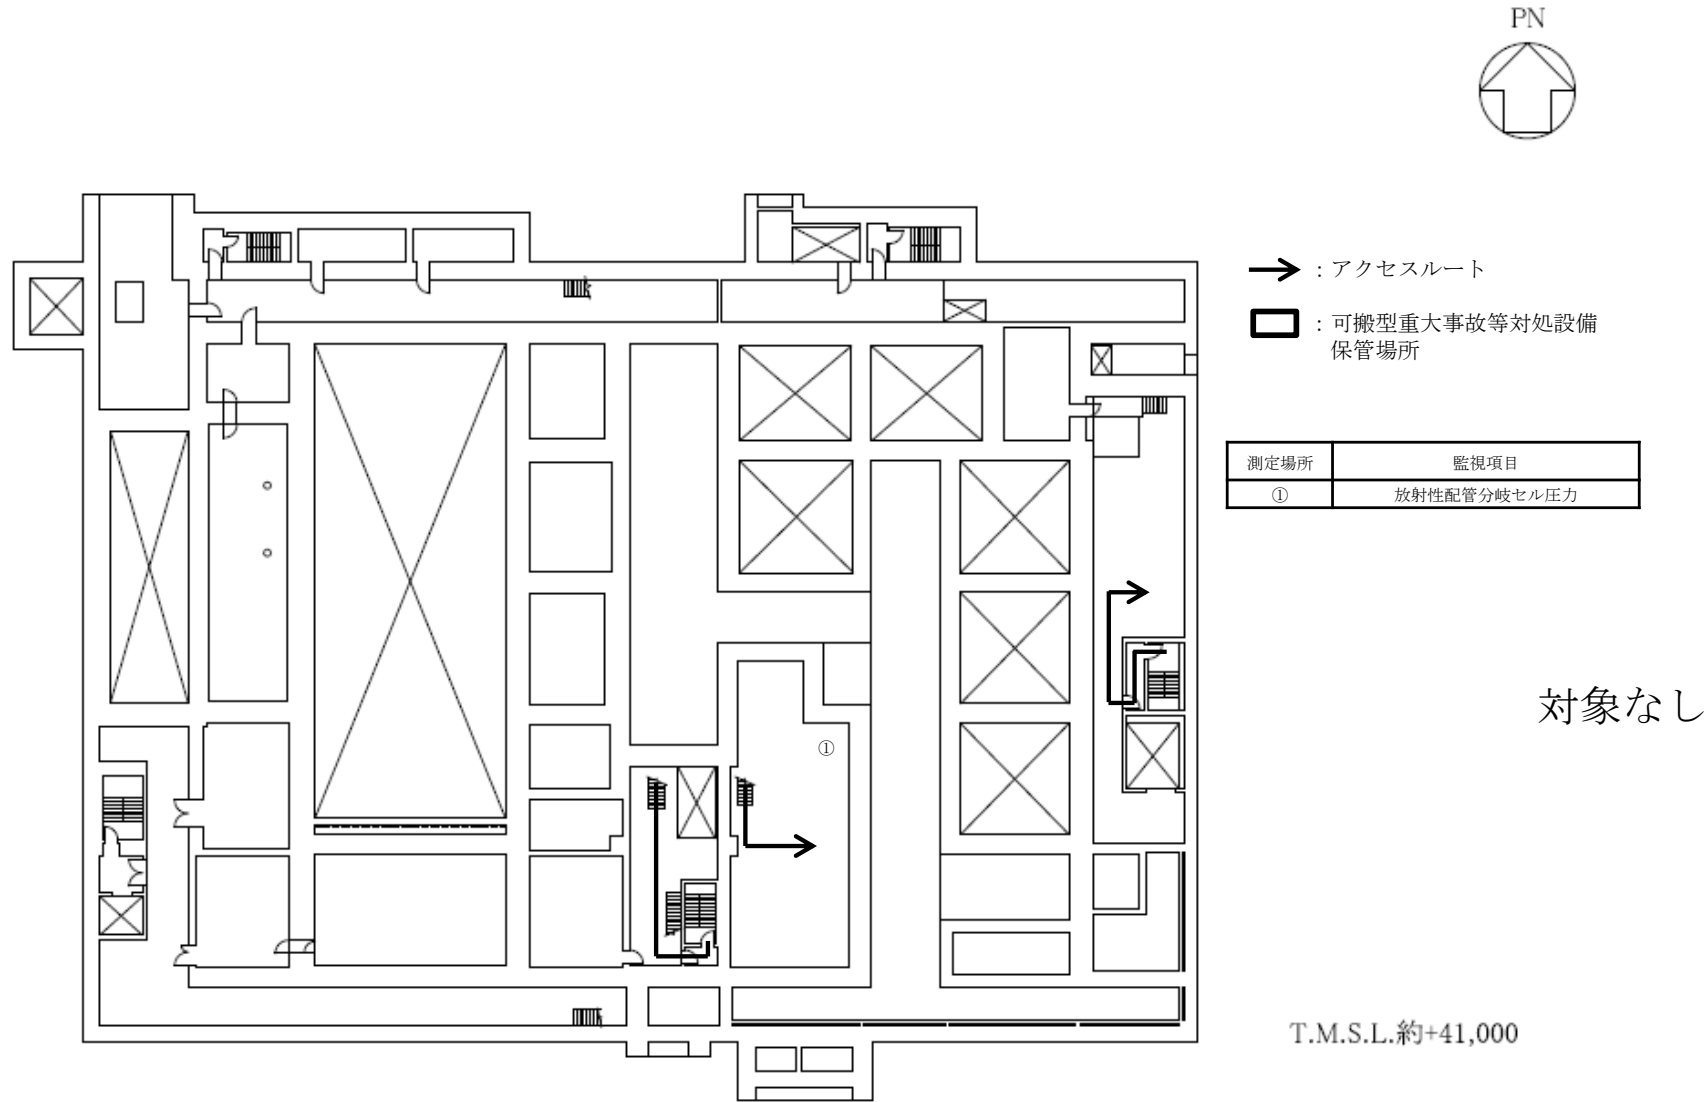 PN
：アクセスルート
：可搬型重大事故等対処設備
保管場所
測定場所 監視項目
① 放射性配管分岐セル圧力
対象なし
①
T.M.S.L.約+41,000